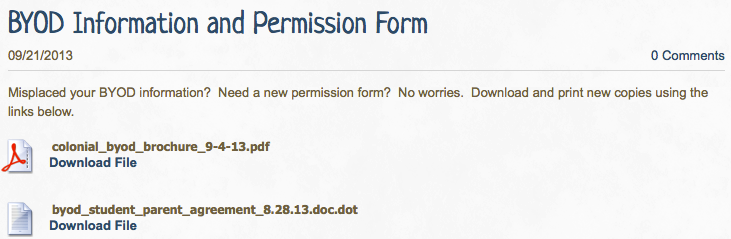 BYOD Information and Permission Form
09/21/2013 0 Comments
Misplaced your BYOD information? Need a new permission form? No worries. Download and print new copies using the
links below.
colonial_byod_brochure_9-4-13.pdf
Download File
byod_student_parent_agreement_8.28.13.doc.dot
Download File